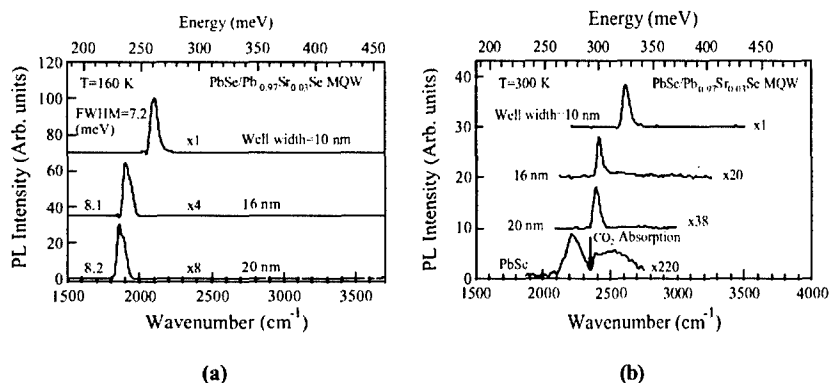 Energy (meV)
200 250 300 350 400 450
T=160 K PbSe/Pb0.97Sr0.03Se MQW
FWHM=7.2
(meV)
x1 Well width=10 nm
8.1 x4 16 nm
8.2 x8 20 nm
120
100
80
60
40
20
0
PL Intensity (Arb. units)
1500 2000 2500 3000 3500
Wavenumber (cm-1)
(a)
Energy (meV)
200 250 300 350 400 450
T=300 K PbSe/Pb0.97Sr0.03Se MQW
Well width=10 nm
x1
16 nm x20
20 nm x38
CO2 Absorption
PbSe x220
40
30
20
10
0
PL Intensity (Arb. units)
1500 2000 2500 3000 3500 4000
Wavenumber (cm-1)
(b)